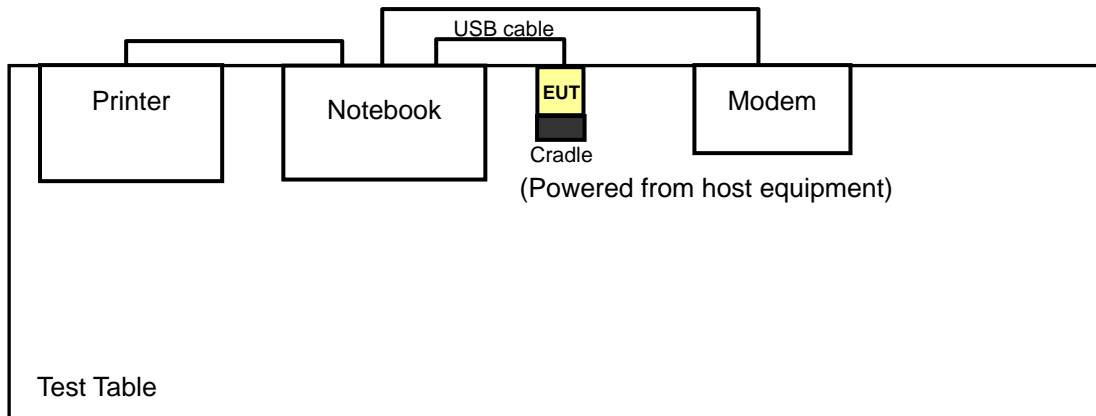 USB cable
Printer
Notebook
EUT
Modem
Cradle
(Powered from host equipment)
Test Table